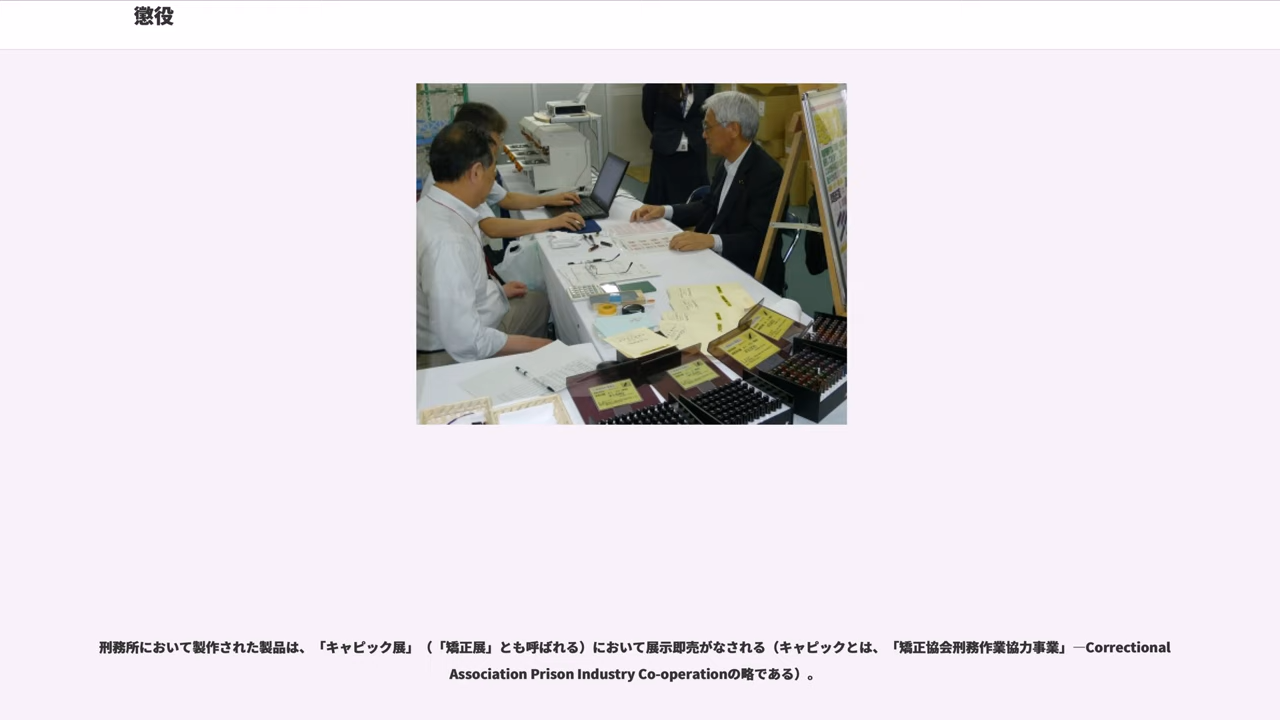 懲役
刑務所において製作された製品は、「キャピック展」（「矯正展」とも呼ばれる）において展示即売がなされる（キャピックとは、「矯正協会刑務作業協力事業」―Correctional
Association Prison Industry Co-operationの略である）。